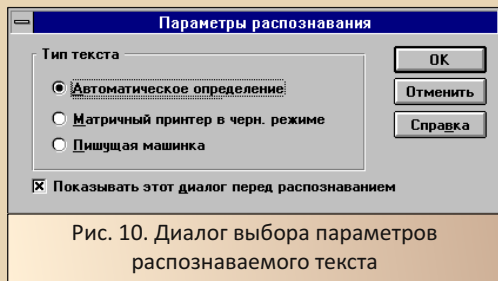 Параметры распознавания
Тип текста
Автоматическое определение
Матричный принтер в черн. режиме
Пишущая машинка
OK
Отменить
Справка
Показывать этот диалог перед распознаванием
Рис. 10. Диалог выбора параметров
распознаваемого текста